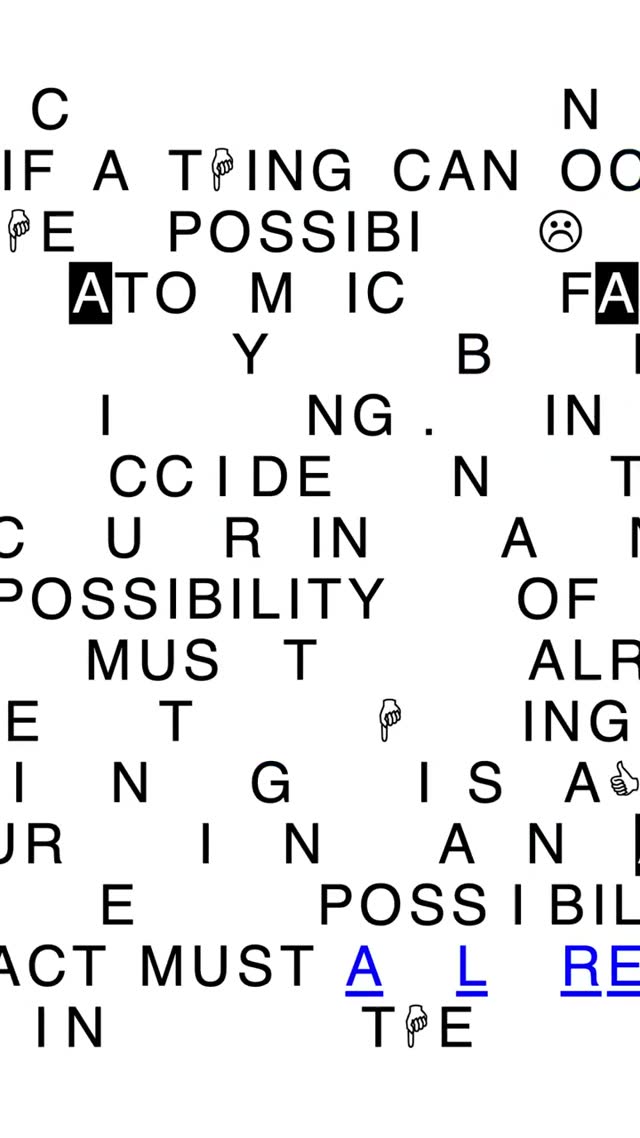 C N
IF A T☟ING CAN OC
☟E POSSIBI ☹
ATO M IC FA
Y B
I NG . IN
CCIDE N T
C U R IN A N
POSSIBILITY OF
MUS T ALR
E T ☟ ING
I N G I S A👍
UR I N A N
E POSS I BIL
ACT MUST A L RE
IN T☟E